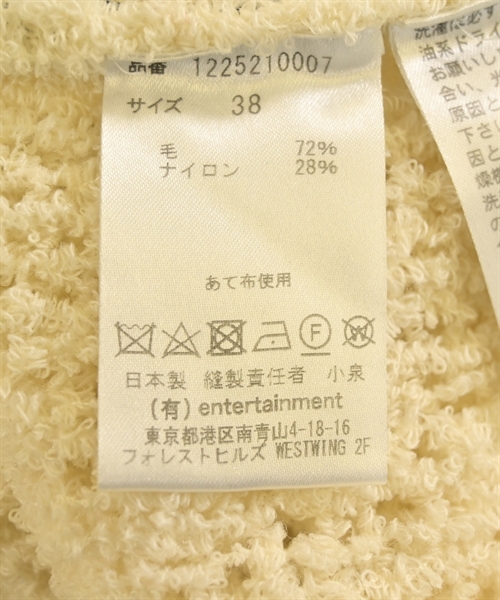 品番 1225210007
サイズ 38
毛 72%
ナイロン 28%
あて布使用
F W
日本製 縫製責任者 小泉
(有) entertainment
東京都港区南青山4-18-16
フォレストヒルズ WESTWING 2F
油系ドライ
お願いし
合い、
原因と
下さ
因と
燥機
洗
の